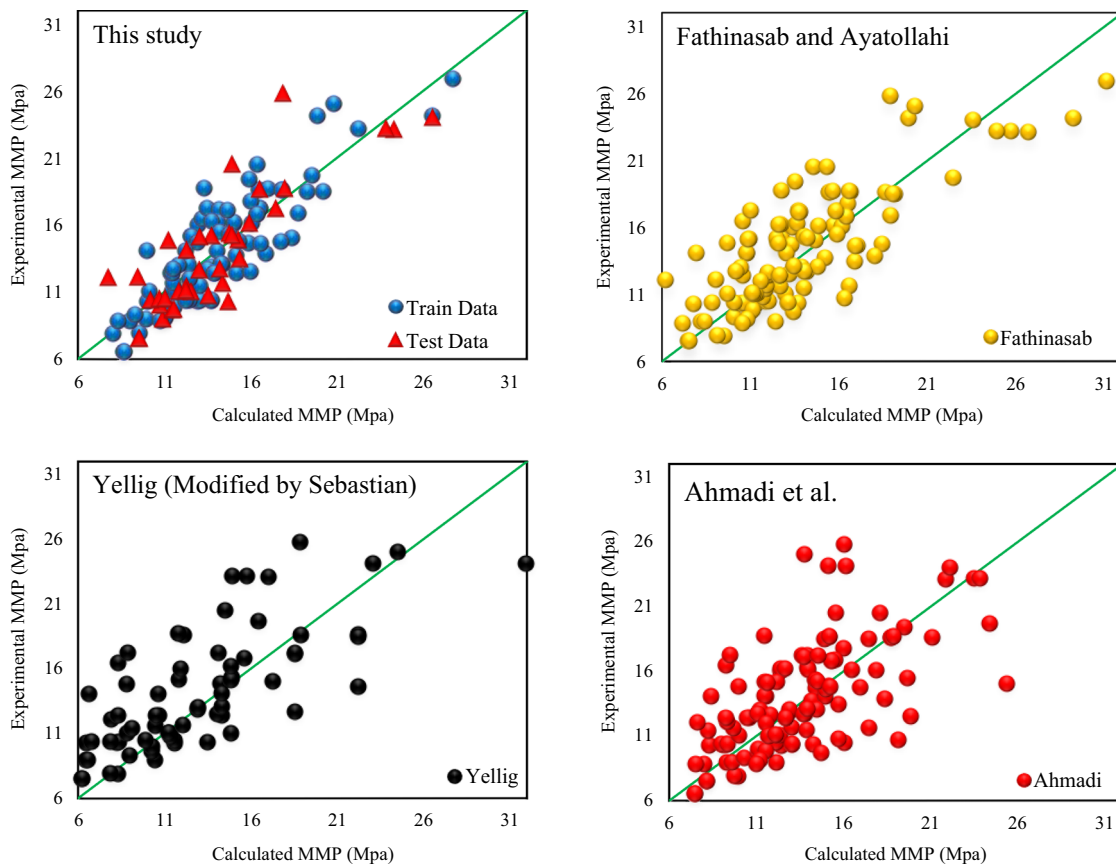 This study
Experimental MMP (Mpa)
31
26
21
16
11
6
Train Data
Test Data
6 11 16 21 26 31
Calculated MMP (Mpa)
Fathinasab and Ayatollahi
Experimental MMP (Mpa)
31
26
21
16
11
6
Fathinasab
6 11 16 21 26 31
Calculated MMP (Mpa)
Yellig (Modified by Sebastian)
Experimental MMP (Mpa)
31
26
21
16
11
6
Yellig
6 11 16 21 26 31
Calculated MMP (Mpa)
Ahmadi et al.
Experimental MMP (Mpa)
31
26
21
16
11
6
Ahmadi
6 11 16 21 26 31
Calculated MMP (Mpa)